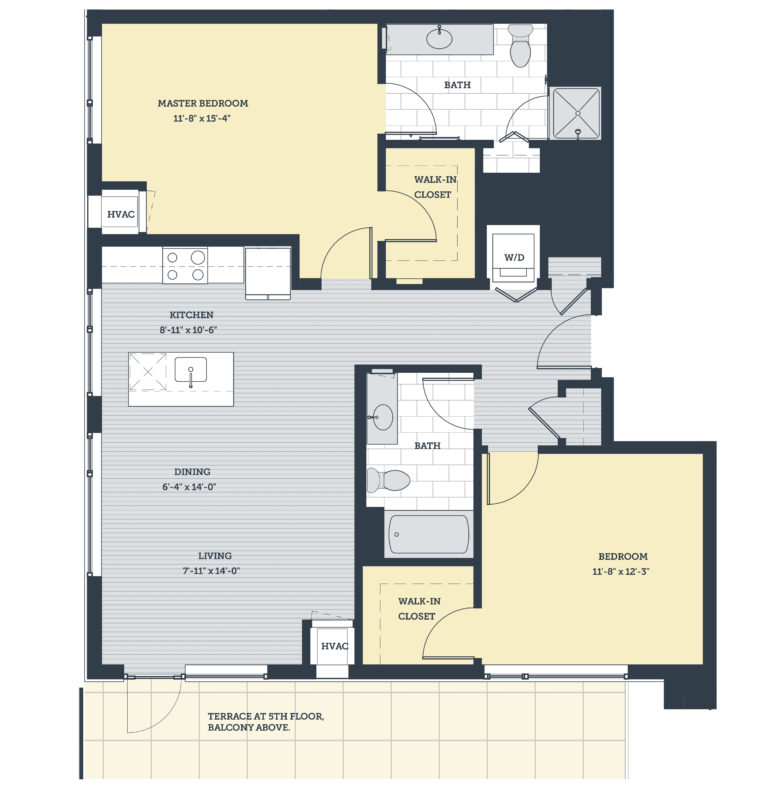 MASTER BEDROOM
11'-8" x 15'-4"
BATH
WALK-IN
CLOSET
HVAC
W/D
KITCHEN
8'-11" x 10'-6"
BATH
DINING
6'-4" x 14'-0"
LIVING
7'-11" x 14'-0"
BEDROOM
11'-8" x 12'-3"
WALK-IN
CLOSET
HVAC
TERRACE AT 5TH FLOOR,
BALCONY ABOVE.